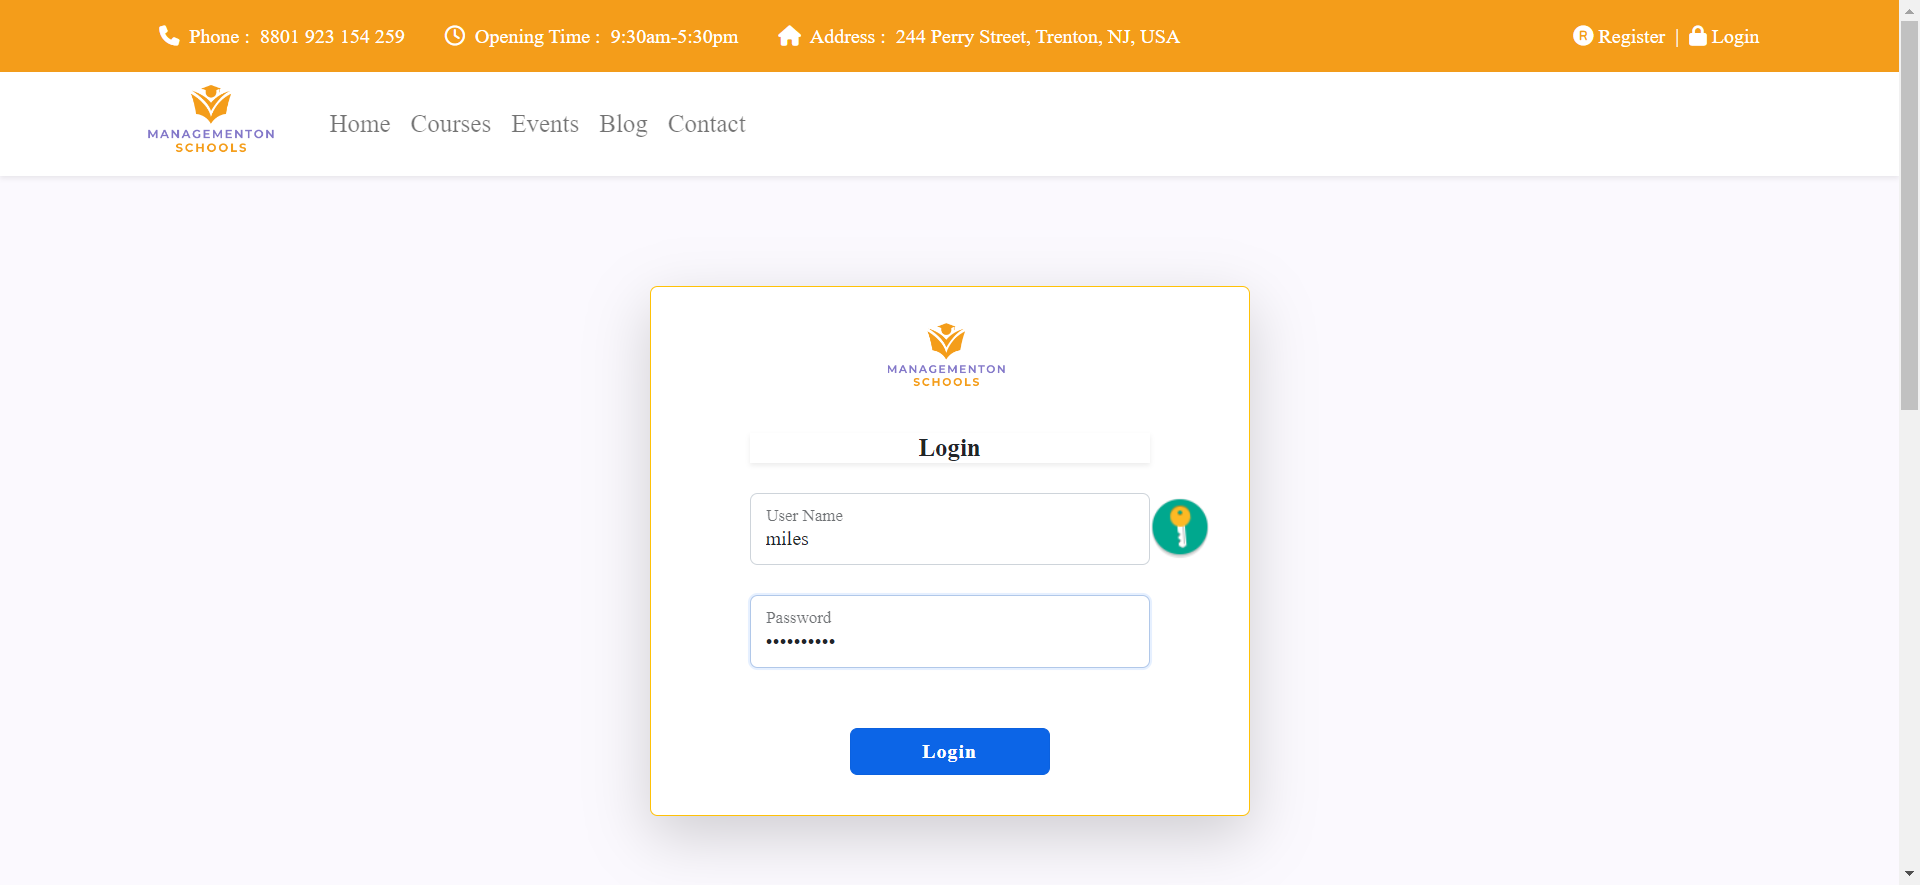 Phone : 8801 923 154 259 Opening Time : 9:30am-5:30pm Address : 244 Perry Street, Trenton, NJ, USA R Register | Login
MANAGEMENTON
SCHOOLS
Home Courses Events Blog Contact
MANAGEMENTON
SCHOOLS
Login
User Name
miles
Password
••••••••••
Login